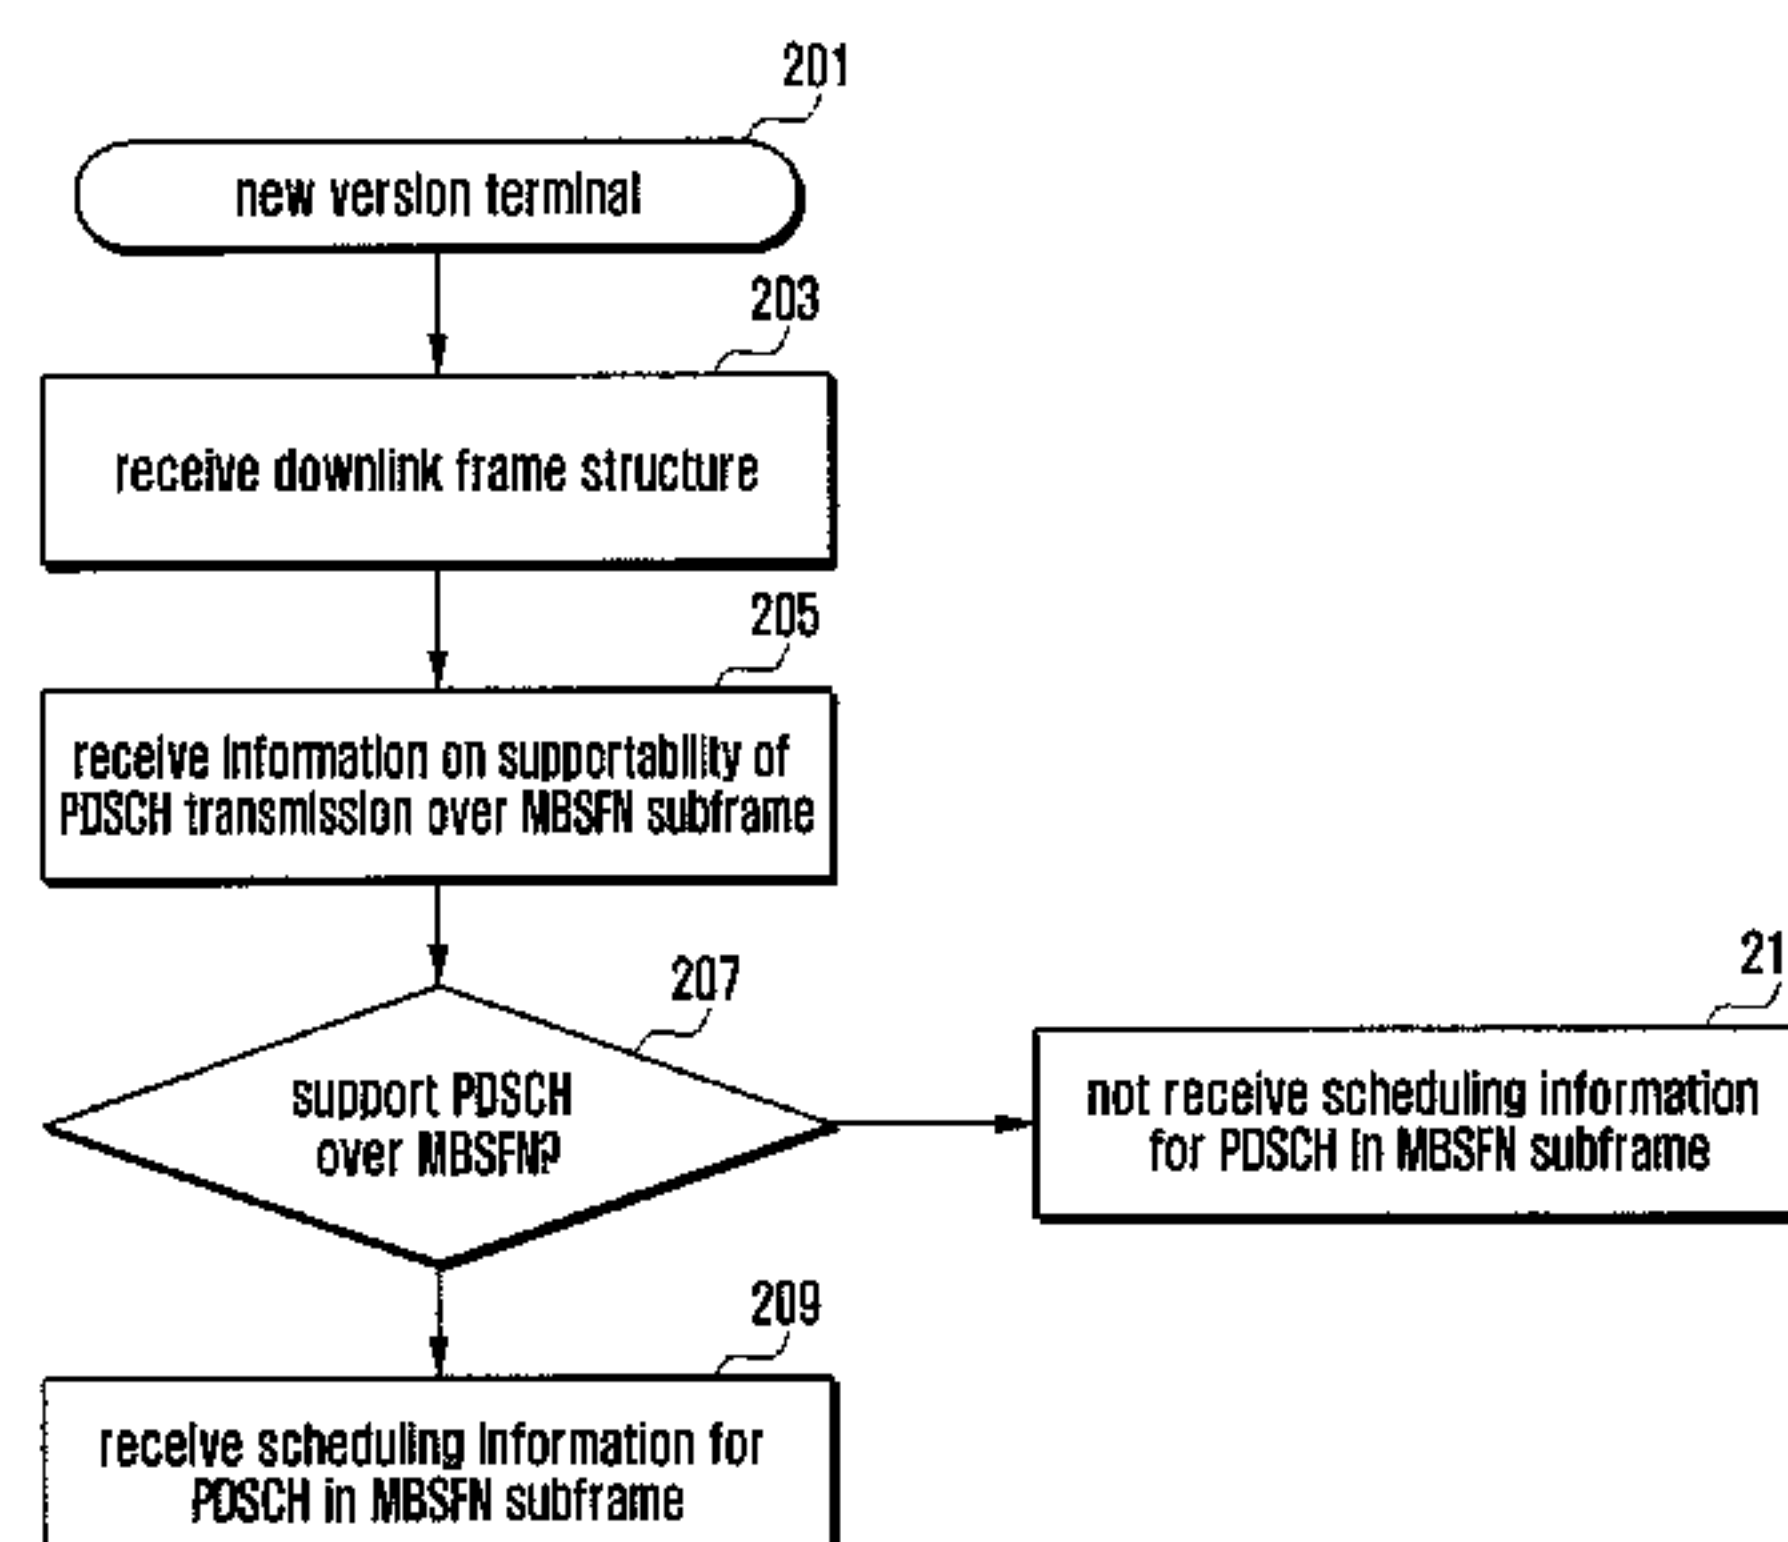 201
new version terminal
203
receive downlink frame structure
205
receive information on supportability of
PDSCH transmission over MBSFN subframe
207
support PDSCH
over MBSFN?
21
not receive scheduling information
for PDSCH in MBSFN subframe
209
receive scheduling information for
PDSCH in MBSFN subframe